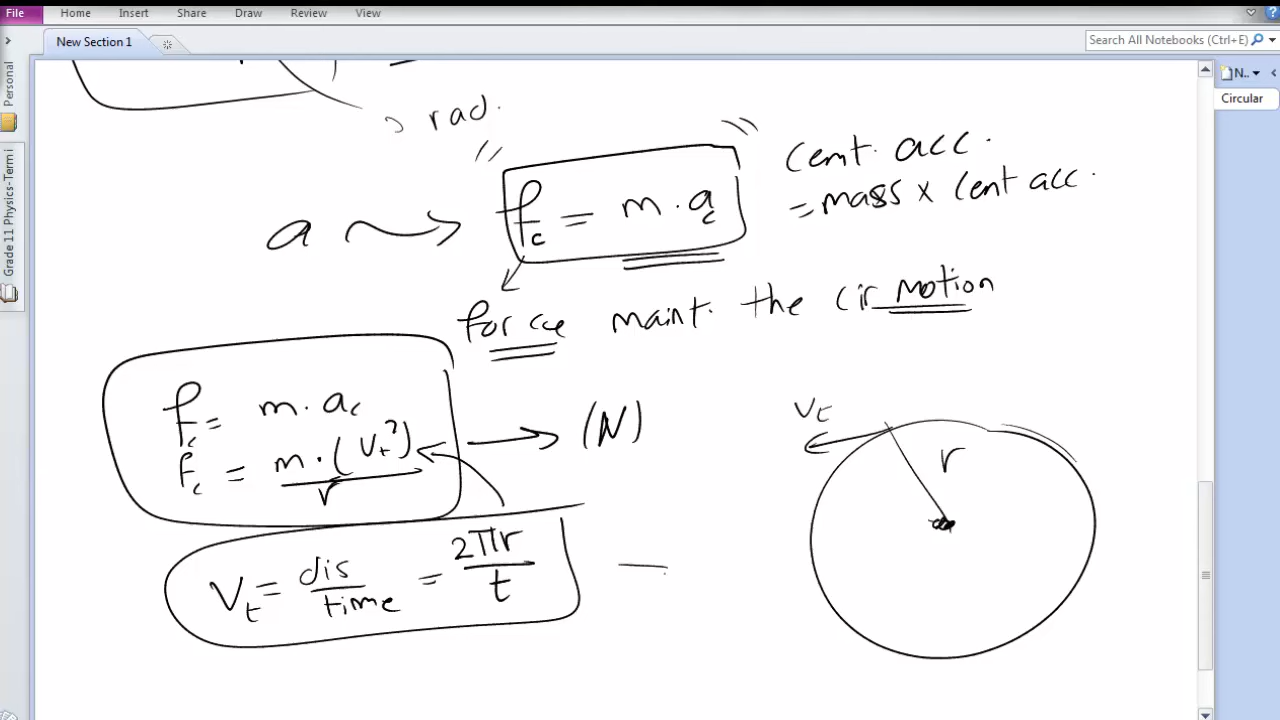 File Home Insert Share Draw Review View
New Section 1
Search All Notebooks (Ctrl+E)
N..
Personal
Circular
Grade 11 Physics-Term i
rad.
Cent. acc.
= mass x Cent acc.
a
Fc = m . ac
force maint. the cir motion
Fc = m . ac
Fc = m . (Vt²) / r
(N)
Vt
r
Vt = dis / time = 2πr / t